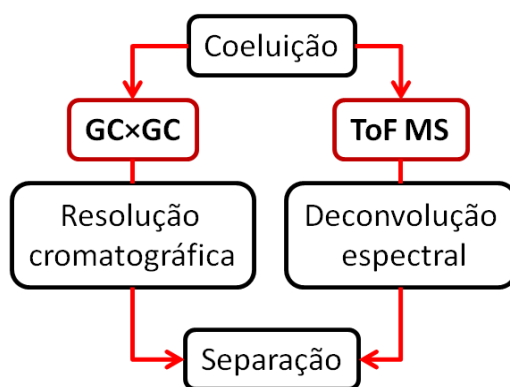 Coeluição
GC×GC
ToF MS
Resolução
cromatográfica
Deconvolução
espectral
Separação